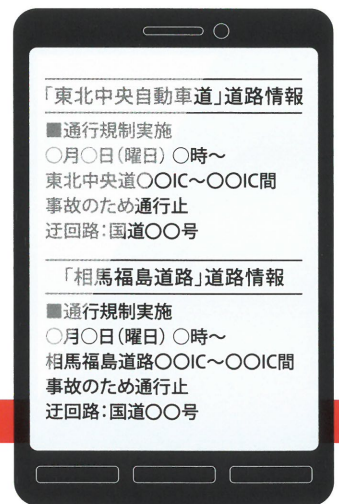 「東北中央自動車道」道路情報
■通行規制実施
○月○日(曜日) ○時～
東北中央道○○IC～○○IC間
事故のため通行止
迂回路:国道○○号
「相馬福島道路」道路情報
■通行規制実施
○月○日(曜日) ○時～
相馬福島道路○○IC～○○IC間
事故のため通行止
迂回路:国道○○号